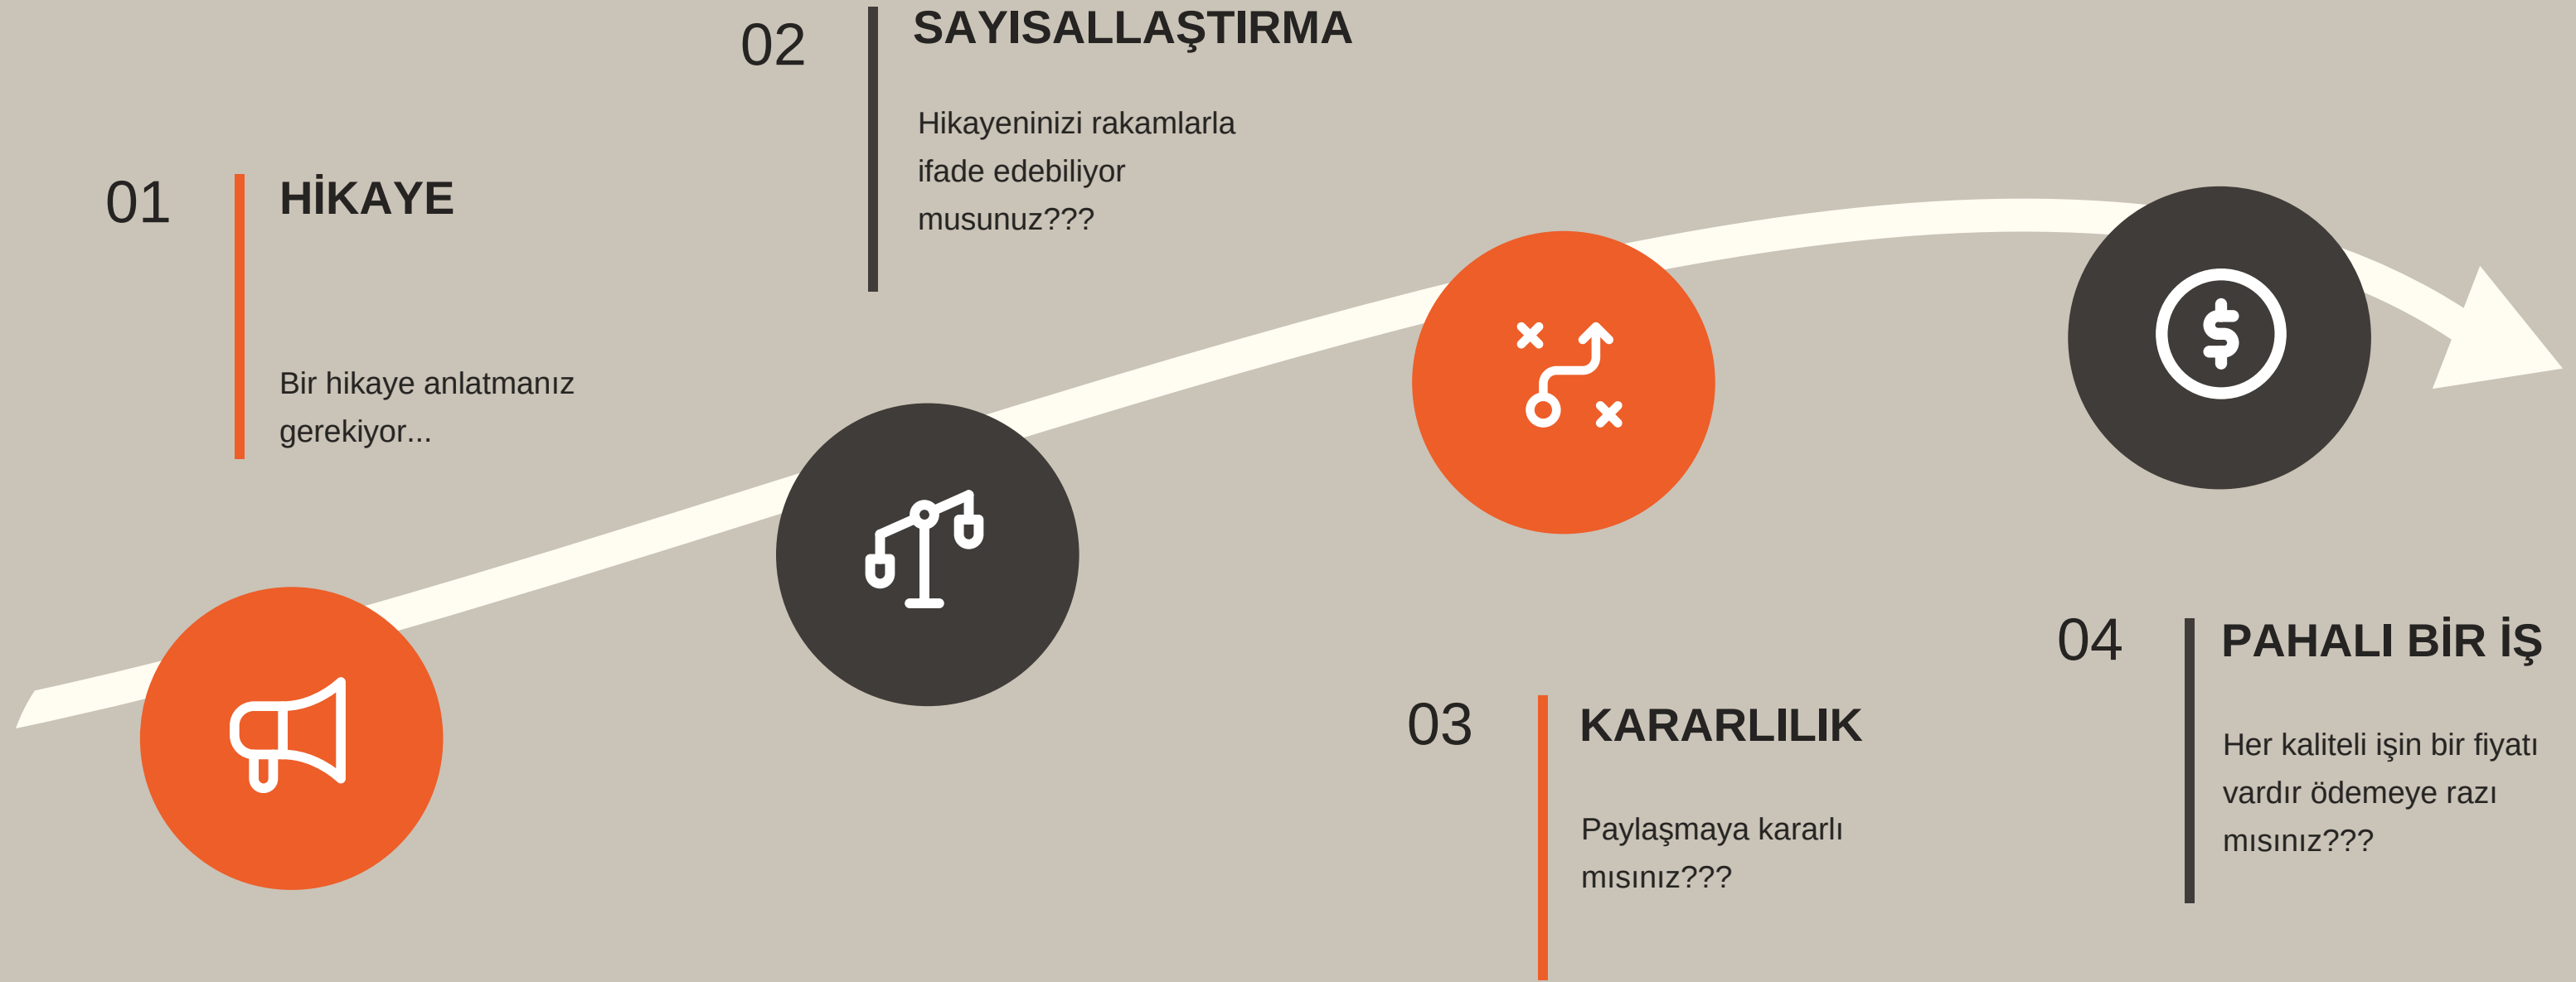 01
HİKAYE
Bir hikaye anlatmanız
gerekiyor...
02
SAYISALLAŞTIRMA
Hikayeninizi rakamlarla
ifade edebiliyor
musunuz???
03
KARARLILIK
Paylaşmaya kararlı
mısınız???
04
PAHALI BİR İŞ
Her kaliteli işin bir fiyatı
vardır ödemeye razı
mısınız???